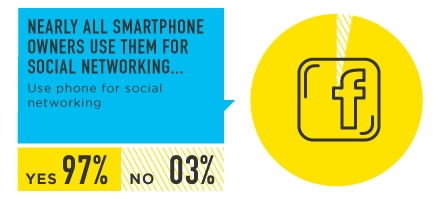 NEARLY ALL SMARTPHONE
OWNERS USE THEM FOR
SOCIAL NETWORKING...
Use phone for social
networking
YES 97% NO 03%
f